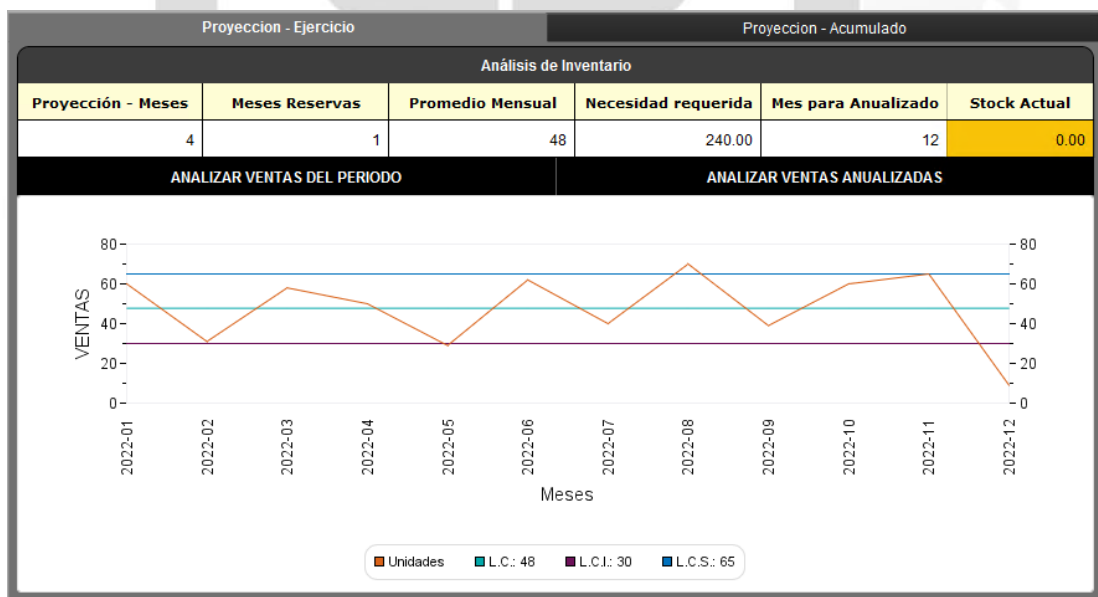 Proyeccion - Ejercicio Proyeccion - Acumulado
Análisis de Inventario
Proyección - Meses Meses Reservas Promedio Mensual Necesidad requerida Mes para Anualizado Stock Actual
4 1 48 240.00 12 0.00
ANALIZAR VENTAS DEL PERIODO ANALIZAR VENTAS ANUALIZADAS
80 80
60 60
40 40
20 20
0 0
VENTAS
2022-01 2022-02 2022-03 2022-04 2022-05 2022-06 2022-07 2022-08 2022-09 2022-10 2022-11 2022-12
Meses
Unidades L.C.: 48 L.C.I.: 30 L.C.S.: 65